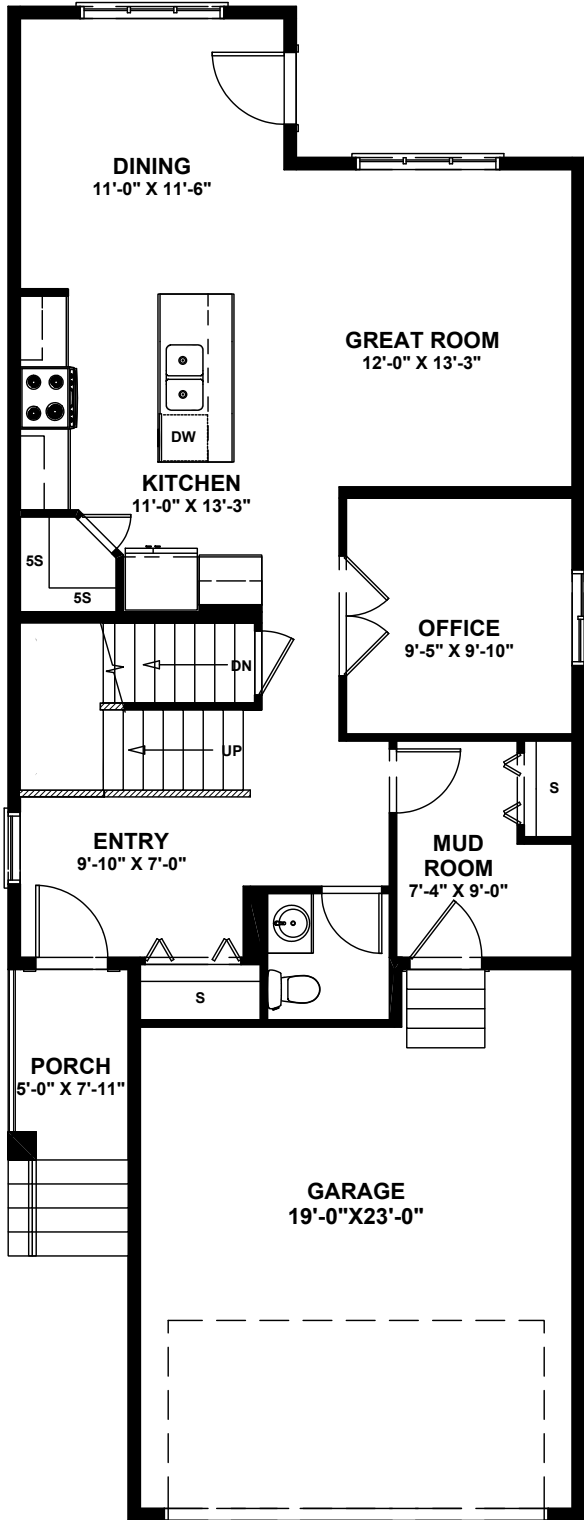 DINING
11'-0" X 11'-6"
GREAT ROOM
12'-0" X 13'-3"
DW
KITCHEN
11'-0" X 13'-3"
5S
5S
OFFICE
9'-5" X 9'-10"
DN
UP
S
ENTRY
9'-10" X 7'-0"
MUD
ROOM
7'-4" X 9'-0"
S
PORCH
5'-0" X 7'-11"
GARAGE
19'-0"X23'-0"